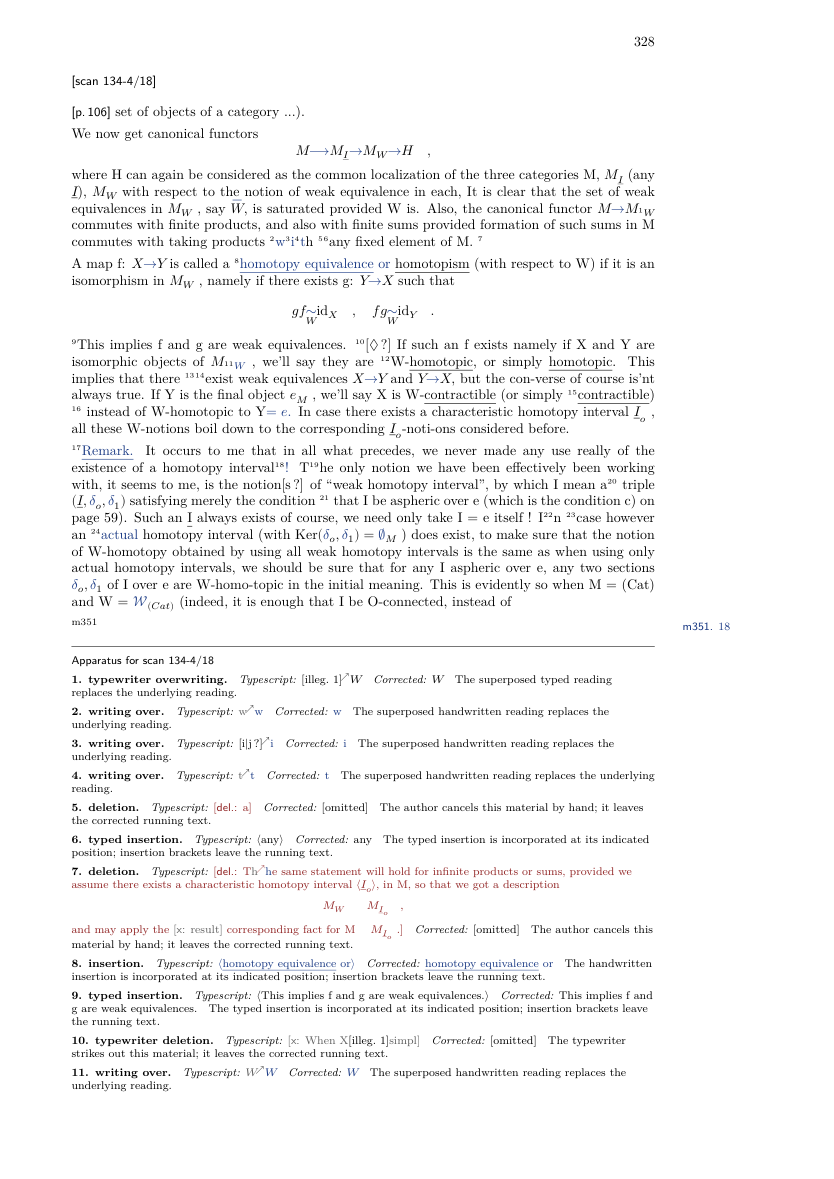 328
[scan 134-4/18]
[p. 106] set of objects of a category ...).
We now get canonical functors
M⟶M_I→M_W→H ,
where H can again be considered as the common localization of the three categories M, M_I (any
I), M_W with respect to the notion of weak equivalence in each, It is clear that the set of weak
equivalences in M_W , say W̅, is saturated provided W is. Also, the canonical functor M→M¹_W
commutes with finite products, and also with finite sums provided formation of such sums in M
commutes with taking products ²w³i⁴th ⁵⁶any fixed element of M. ⁷
A map f: X→Y is called a ⁸homotopy equivalence or homotopism (with respect to W) if it is an
isomorphism in M_W , namely if there exists g: Y→X such that
gf ∼_W id_X , fg ∼_W id_Y .
⁹This implies f and g are weak equivalences. ¹⁰[◊ ?] If such an f exists namely if X and Y are
isomorphic objects of M¹¹_W , we'll say they are ¹²W-homotopic, or simply homotopic. This
implies that there ¹³¹⁴exist weak equivalences X→Y and Y→X, but the con-verse of course is'nt
always true. If Y is the final object e_M , we'll say X is W-contractible (or simply ¹⁵contractible)
¹⁶ instead of W-homotopic to Y= e. In case there exists a characteristic homotopy interval I_o ,
all these W-notions boil down to the corresponding I_o-noti-ons considered before.
¹⁷Remark. It occurs to me that in all what precedes, we never made any use really of the
existence of a homotopy interval¹⁸! T¹⁹he only notion we have been effectively been working
with, it seems to me, is the notion[s ?] of “weak homotopy interval”, by which I mean a²⁰ triple
(I, δ_o, δ_1) satisfying merely the condition ²¹ that I be aspheric over e (which is the condition c) on
page 59). Such an I always exists of course, we need only take I = e itself ! I²²n ²³case however
an ²⁴actual homotopy interval (with Ker(δ_o, δ_1) = ∅_M ) does exist, to make sure that the notion
of W-homotopy obtained by using all weak homotopy intervals is the same as when using only
actual homotopy intervals, we should be sure that for any I aspheric over e, any two sections
δ_o, δ_1 of I over e are W-homo-topic in the initial meaning. This is evidently so when M = (Cat)
and W = 𝒲_(Cat) (indeed, it is enough that I be O-connected, instead of
m351
m351. 18
Apparatus for scan 134-4/18
1. typewriter overwriting. Typescript: [illeg. 1]↗W Corrected: W The superposed typed reading
replaces the underlying reading.
2. writing over. Typescript: w↗w Corrected: w The superposed handwritten reading replaces the
underlying reading.
3. writing over. Typescript: [i|j ?]↗i Corrected: i The superposed handwritten reading replaces the
underlying reading.
4. writing over. Typescript: t↗t Corrected: t The superposed handwritten reading replaces the underlying
reading.
5. deletion. Typescript: [del.: a] Corrected: [omitted] The author cancels this material by hand; it leaves
the corrected running text.
6. typed insertion. Typescript: ⟨any⟩ Corrected: any The typed insertion is incorporated at its indicated
position; insertion brackets leave the running text.
7. deletion. Typescript: [del.: Th↗he same statement will hold for infinite products or sums, provided we
assume there exists a characteristic homotopy interval ⟨I_o⟩, in M, so that we got a description
M_W M_I_o ,
and may apply the [x: result] corresponding fact for M M_I_o .] Corrected: [omitted] The author cancels this
material by hand; it leaves the corrected running text.
8. insertion. Typescript: ⟨homotopy equivalence or⟩ Corrected: homotopy equivalence or The handwritten
insertion is incorporated at its indicated position; insertion brackets leave the running text.
9. typed insertion. Typescript: ⟨This implies f and g are weak equivalences.⟩ Corrected: This implies f and
g are weak equivalences. The typed insertion is incorporated at its indicated position; insertion brackets leave
the running text.
10. typewriter deletion. Typescript: [x: When X[illeg. 1]simpl] Corrected: [omitted] The typewriter
strikes out this material; it leaves the corrected running text.
11. writing over. Typescript: W↗W Corrected: W The superposed handwritten reading replaces the
underlying reading.